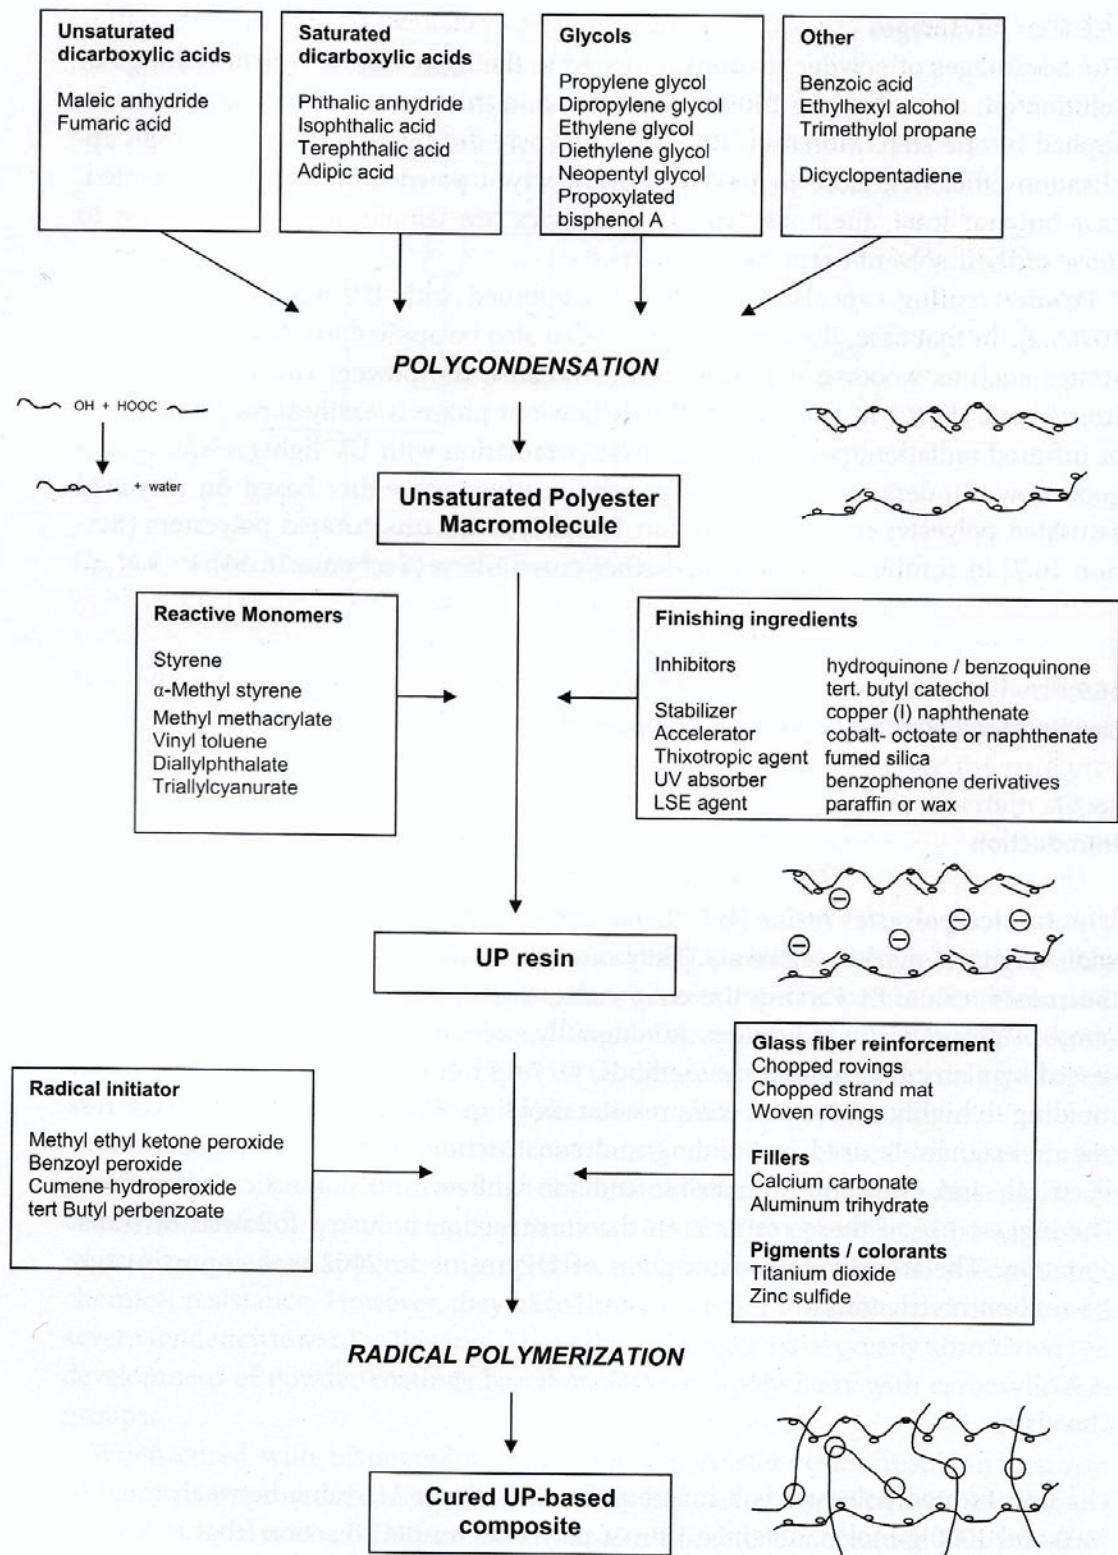 Unsaturated
dicarboxylic acids
Maleic anhydride
Fumaric acid
Saturated
dicarboxylic acids
Phthalic anhydride
Isophthalic acid
Terephthalic acid
Adipic acid
Glycols
Propylene glycol
Dipropylene glycol
Ethylene glycol
Diethylene glycol
Neopentyl glycol
Propoxylated
bisphenol A
Other
Benzoic acid
Ethylhexyl alcohol
Trimethylol propane
Dicyclopentadiene
POLYCONDENSATION
OH + HOOC
+ water
Unsaturated Polyester
Macromolecule
Reactive Monomers
Styrene
α-Methyl styrene
Methyl methacrylate
Vinyl toluene
Diallylphthalate
Triallylcyanurate
Finishing ingredients
Inhibitors hydroquinone / benzoquinone
tert. butyl catechol
Stabilizer copper (I) naphthenate
Accelerator cobalt- octoate or naphthenate
Thixotropic agent fumed silica
UV absorber benzophenone derivatives
LSE agent paraffin or wax
UP resin
Radical initiator
Methyl ethyl ketone peroxide
Benzoyl peroxide
Cumene hydroperoxide
tert Butyl perbenzoate
Glass fiber reinforcement
Chopped rovings
Chopped strand mat
Woven rovings
Fillers
Calcium carbonate
Aluminum trihydrate
Pigments / colorants
Titanium dioxide
Zinc sulfide
RADICAL POLYMERIZATION
Cured UP-based
composite